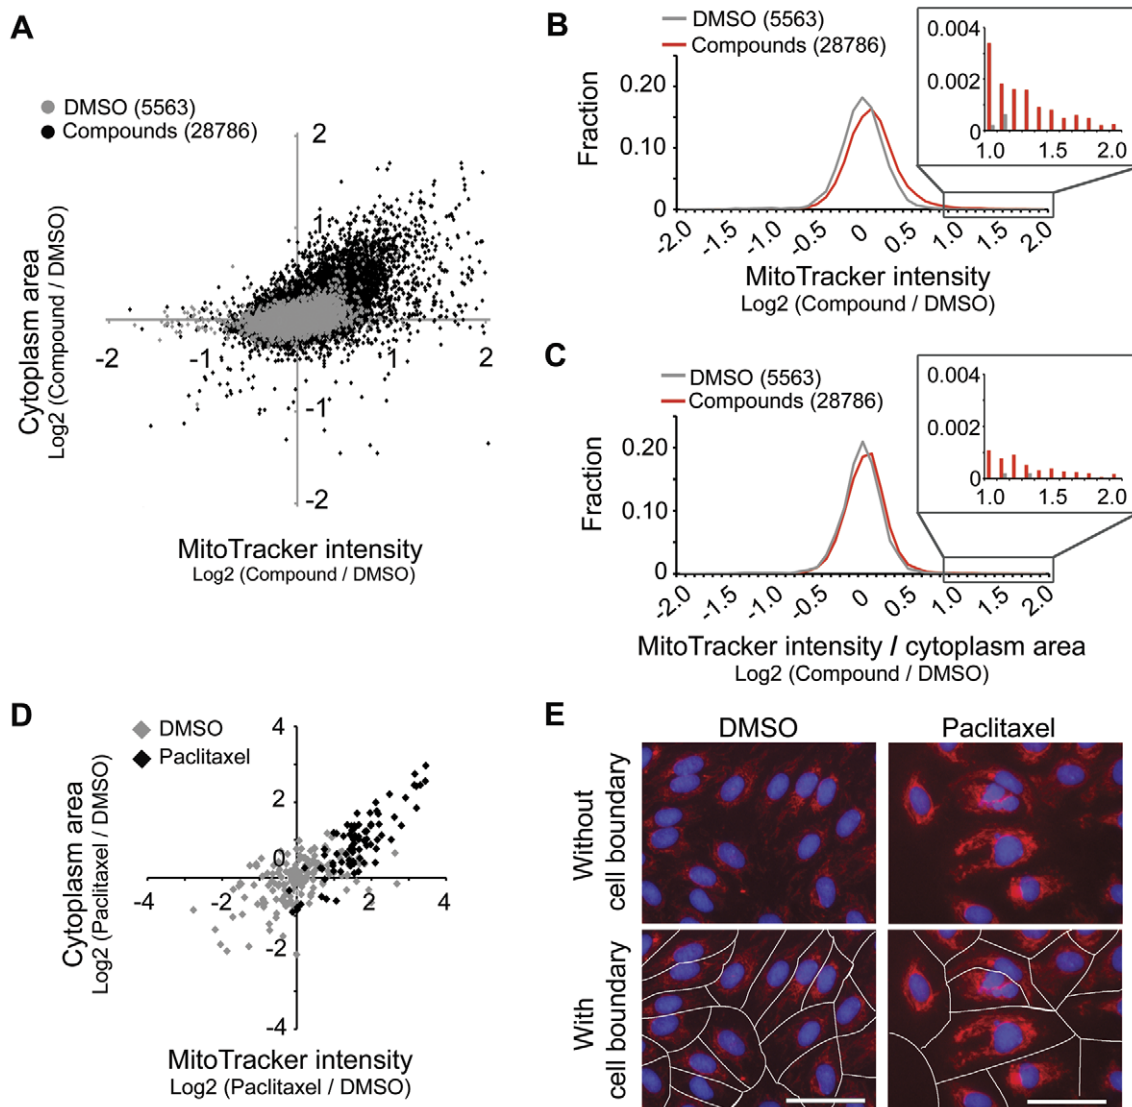 A
DMSO (5563)
Compounds (28786)
2
1
-2
-1
1
2
-1
-2
Cytoplasm area
Log2 (Compound / DMSO)
MitoTracker intensity
Log2 (Compound / DMSO)
B
DMSO (5563)
Compounds (28786)
0.004
0.002
0
1.0
1.5
2.0
0.20
0.10
0
Fraction
-2.0
-1.5
-1.0
-0.5
0
0.5
1.0
1.5
2.0
MitoTracker intensity
Log2 (Compound / DMSO)
C
DMSO (5563)
Compounds (28786)
0.004
0.002
0
1.0
1.5
2.0
0.20
0.10
0
Fraction
-2.0
-1.5
-1.0
-0.5
0
0.5
1.0
1.5
2.0
MitoTracker intensity / cytoplasm area
Log2 (Compound / DMSO)
D
DMSO
Paclitaxel
4
2
0
-2
-4
-4
-2
2
4
Cytoplasm area
Log2 (Paclitaxel / DMSO)
MitoTracker intensity
Log2 (Paclitaxel / DMSO)
E
DMSO
Paclitaxel
Without
cell boundary
With
cell boundary